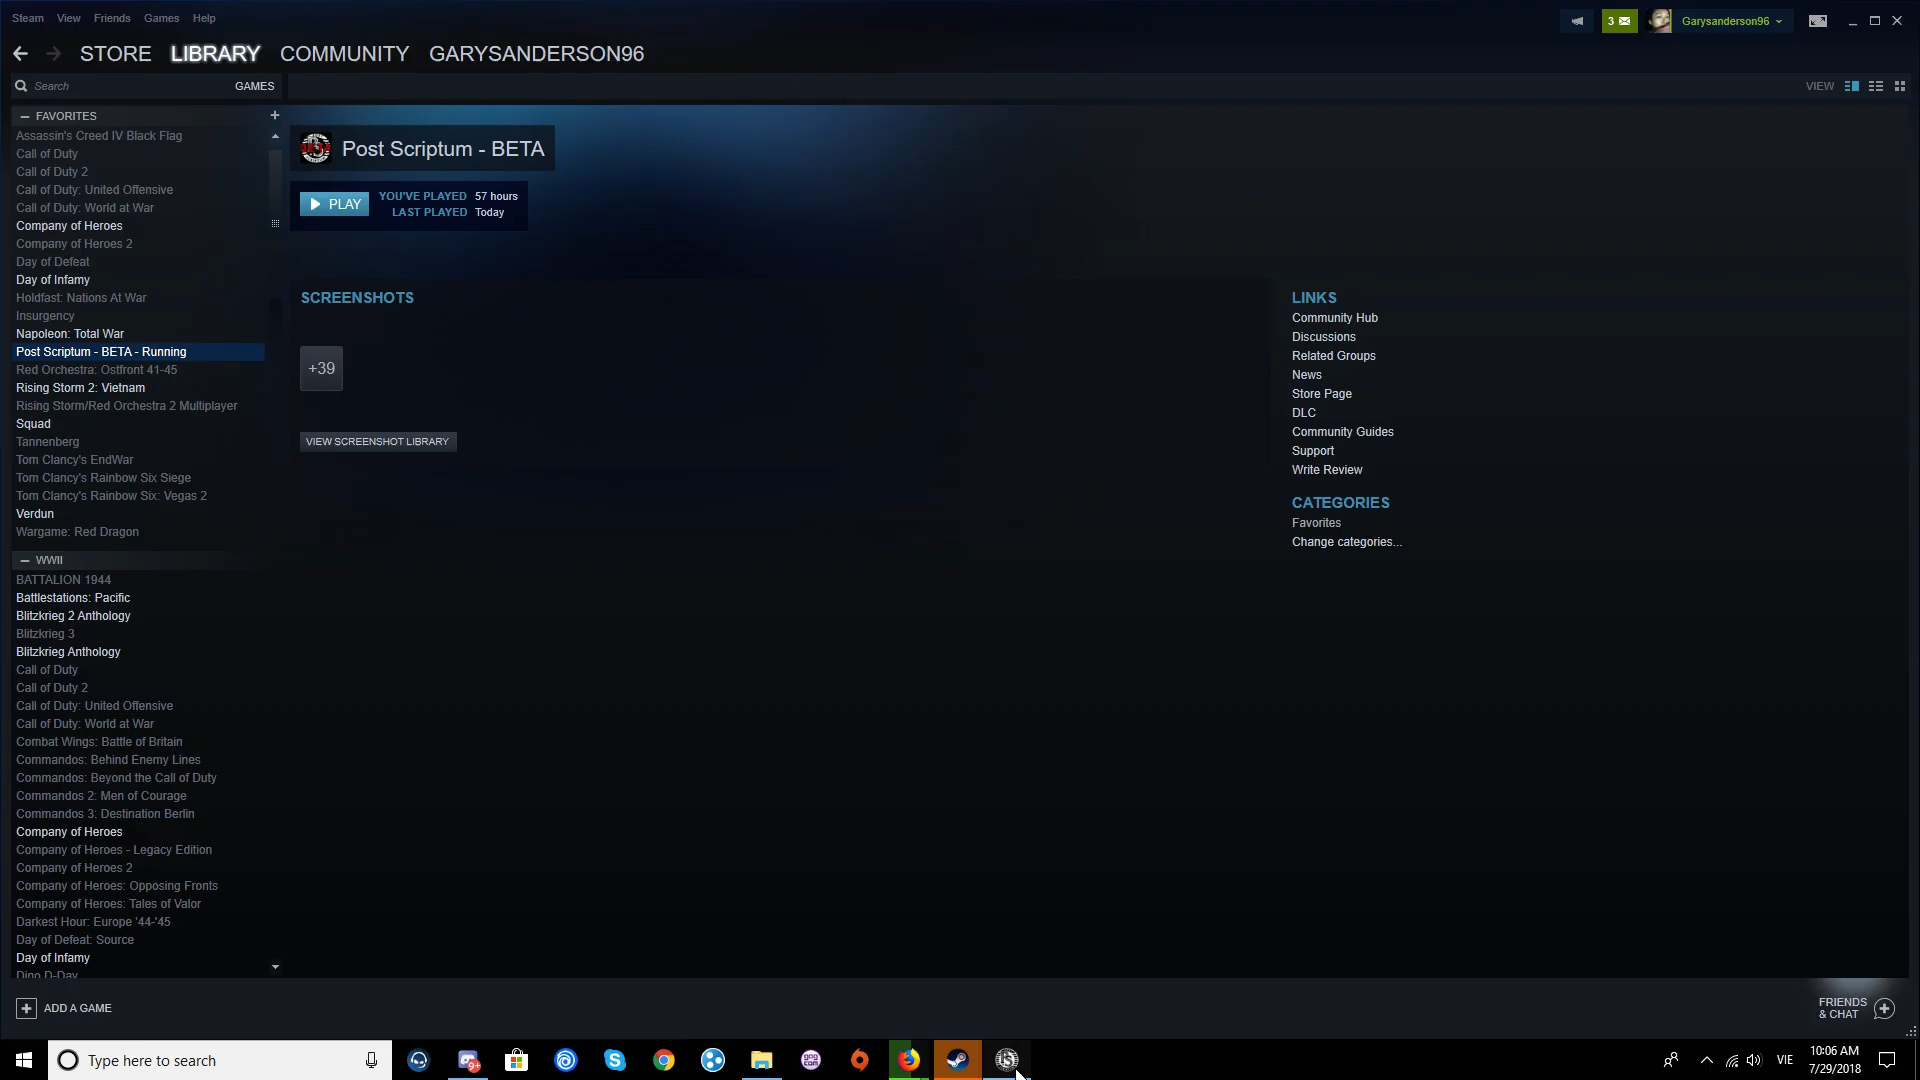 Steam View Friends Games Help
3
Garysanderson96
STORE LIBRARY COMMUNITY GARYSANDERSON96
Search GAMES
VIEW
FAVORITES
Assassin's Creed IV Black Flag
Call of Duty
Call of Duty 2
Call of Duty: United Offensive
Call of Duty: World at War
Company of Heroes
Company of Heroes 2
Day of Defeat
Day of Infamy
Holdfast: Nations At War
Insurgency
Napoleon: Total War
Post Scriptum - BETA - Running
Red Orchestra: Ostfront 41-45
Rising Storm 2: Vietnam
Rising Storm/Red Orchestra 2 Multiplayer
Squad
Tannenberg
Tom Clancy's EndWar
Tom Clancy's Rainbow Six Siege
Tom Clancy's Rainbow Six: Vegas 2
Verdun
Wargame: Red Dragon
WWII
BATTALION 1944
Battlestations: Pacific
Blitzkrieg 2 Anthology
Blitzkrieg 3
Blitzkrieg Anthology
Call of Duty
Call of Duty 2
Call of Duty: United Offensive
Call of Duty: World at War
Combat Wings: Battle of Britain
Commandos: Behind Enemy Lines
Commandos: Beyond the Call of Duty
Commandos 2: Men of Courage
Commandos 3: Destination Berlin
Company of Heroes
Company of Heroes - Legacy Edition
Company of Heroes 2
Company of Heroes: Opposing Fronts
Company of Heroes: Tales of Valor
Darkest Hour: Europe '44-'45
Day of Defeat: Source
Day of Infamy
Dino D-Day
Post Scriptum - BETA
PLAY
YOU'VE PLAYED 57 hours
LAST PLAYED Today
SCREENSHOTS
+39
VIEW SCREENSHOT LIBRARY
LINKS
Community Hub
Discussions
Related Groups
News
Store Page
DLC
Community Guides
Support
Write Review
CATEGORIES
Favorites
Change categories...
ADD A GAME
FRIENDS
& CHAT
Type here to search
9+
gog
com
VIE
10:06 AM
7/29/2018